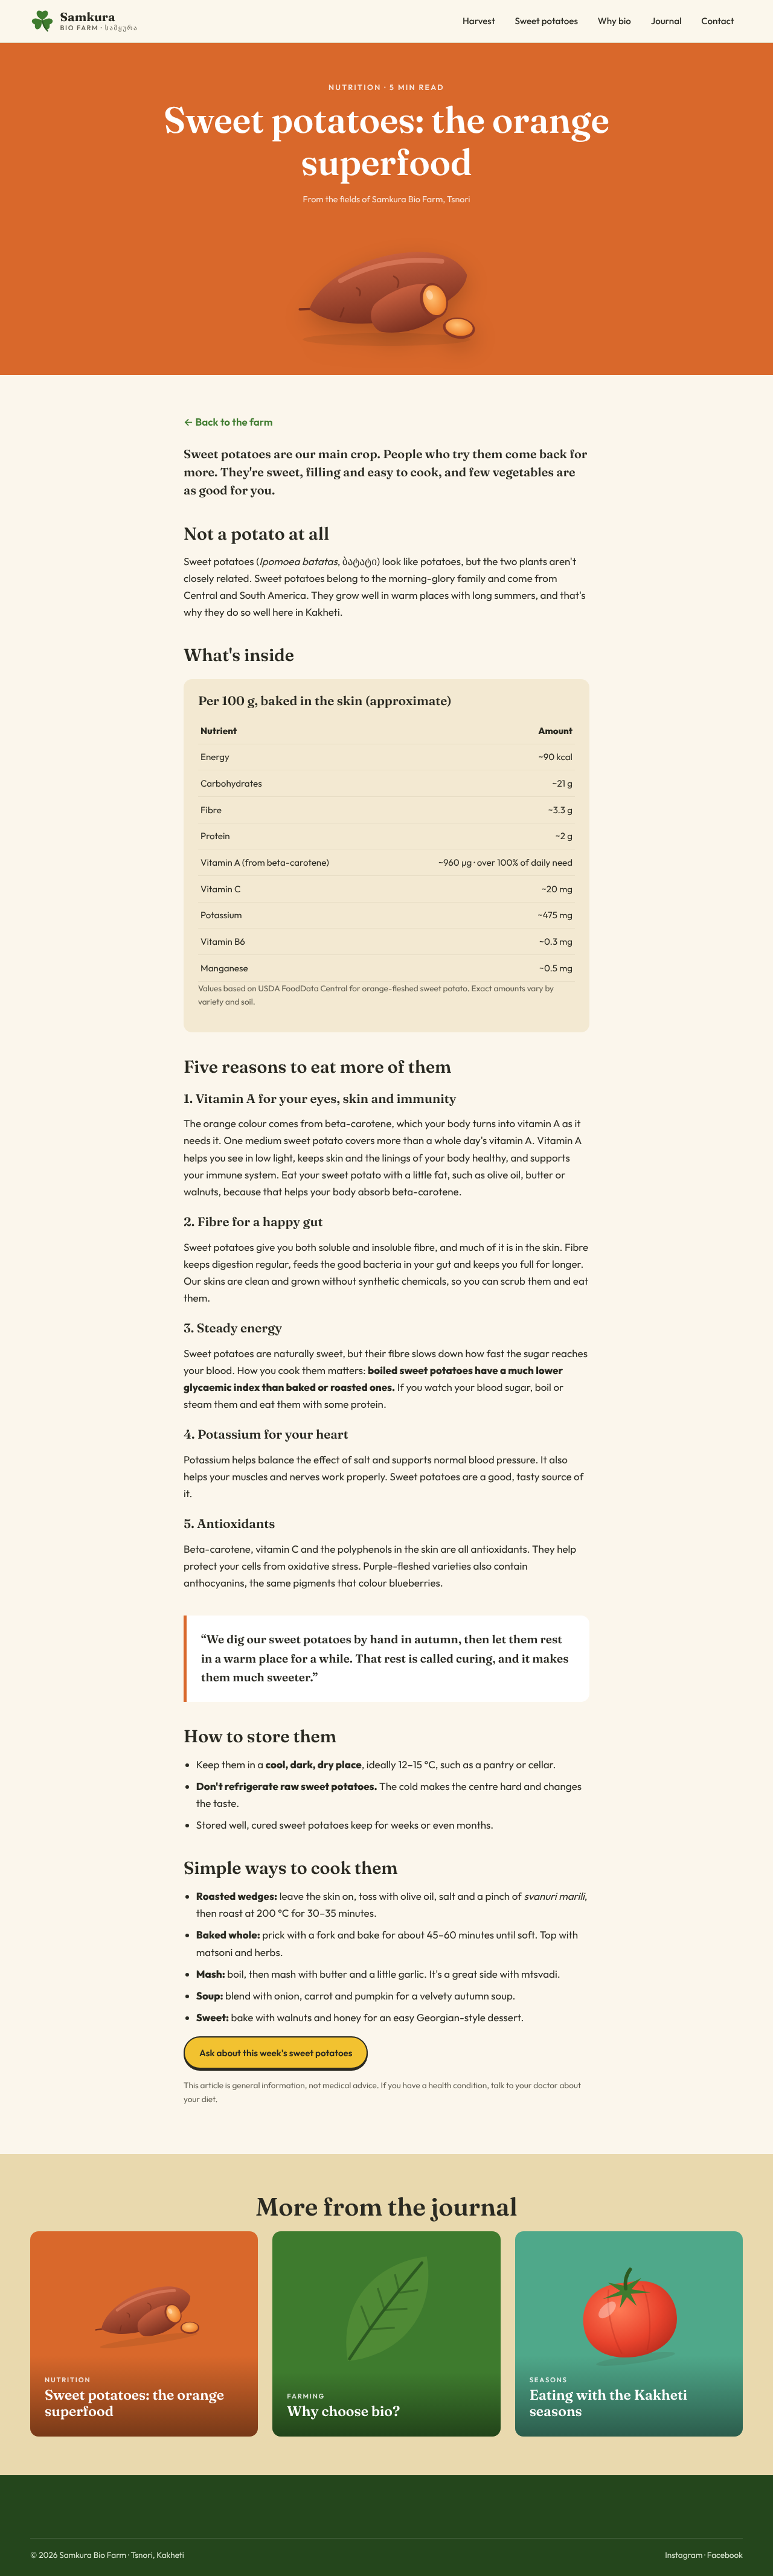 Samkura
BIO FARM · სამყურა
Harvest
Sweet potatoes
Why bio
Journal
Contact
NUTRITION · 5 MIN READ
Sweet potatoes: the orange
superfood
From the fields of Samkura Bio Farm, Tsnori
← Back to the farm
Sweet potatoes are our main crop. People who try them come back for
more. They're sweet, filling and easy to cook, and few vegetables are
as good for you.
Not a potato at all
Sweet potatoes (Ipomoea batatas, ბატატი) look like potatoes, but the two plants aren't
closely related. Sweet potatoes belong to the morning-glory family and come from
Central and South America. They grow well in warm places with long summers, and that's
why they do so well here in Kakheti.
What's inside
Per 100 g, baked in the skin (approximate)
Nutrient Amount
Energy ~90 kcal
Carbohydrates ~21 g
Fibre ~3.3 g
Protein ~2 g
Vitamin A (from beta-carotene) ~960 µg · over 100% of daily need
Vitamin C ~20 mg
Potassium ~475 mg
Vitamin B6 ~0.3 mg
Manganese ~0.5 mg
Values based on USDA FoodData Central for orange-fleshed sweet potato. Exact amounts vary by
variety and soil.
Five reasons to eat more of them
1. Vitamin A for your eyes, skin and immunity
The orange colour comes from beta-carotene, which your body turns into vitamin A as it
needs it. One medium sweet potato covers more than a whole day's vitamin A. Vitamin A
helps you see in low light, keeps skin and the linings of your body healthy, and supports
your immune system. Eat your sweet potato with a little fat, such as olive oil, butter or
walnuts, because that helps your body absorb beta-carotene.
2. Fibre for a happy gut
Sweet potatoes give you both soluble and insoluble fibre, and much of it is in the skin. Fibre
keeps digestion regular, feeds the good bacteria in your gut and keeps you full for longer.
Our skins are clean and grown without synthetic chemicals, so you can scrub them and eat
them.
3. Steady energy
Sweet potatoes are naturally sweet, but their fibre slows down how fast the sugar reaches
your blood. How you cook them matters: boiled sweet potatoes have a much lower
glycaemic index than baked or roasted ones. If you watch your blood sugar, boil or
steam them and eat them with some protein.
4. Potassium for your heart
Potassium helps balance the effect of salt and supports normal blood pressure. It also
helps your muscles and nerves work properly. Sweet potatoes are a good, tasty source of
it.
5. Antioxidants
Beta-carotene, vitamin C and the polyphenols in the skin are all antioxidants. They help
protect your cells from oxidative stress. Purple-fleshed varieties also contain
anthocyanins, the same pigments that colour blueberries.
“We dig our sweet potatoes by hand in autumn, then let them rest
in a warm place for a while. That rest is called curing, and it makes
them much sweeter.”
How to store them
• Keep them in a cool, dark, dry place, ideally 12–15 °C, such as a pantry or cellar.
• Don't refrigerate raw sweet potatoes. The cold makes the centre hard and changes
the taste.
• Stored well, cured sweet potatoes keep for weeks or even months.
Simple ways to cook them
• Roasted wedges: leave the skin on, toss with olive oil, salt and a pinch of svanuri marili,
then roast at 200 °C for 30–35 minutes.
• Baked whole: prick with a fork and bake for about 45–60 minutes until soft. Top with
matsoni and herbs.
• Mash: boil, then mash with butter and a little garlic. It's a great side with mtsvadi.
• Soup: blend with onion, carrot and pumpkin for a velvety autumn soup.
• Sweet: bake with walnuts and honey for an easy Georgian-style dessert.
Ask about this week's sweet potatoes
This article is general information, not medical advice. If you have a health condition, talk to your doctor about
your diet.
More from the journal
NUTRITION
Sweet potatoes: the orange
superfood
FARMING
Why choose bio?
SEASONS
Eating with the Kakheti
seasons
© 2026 Samkura Bio Farm · Tsnori, Kakheti
Instagram · Facebook